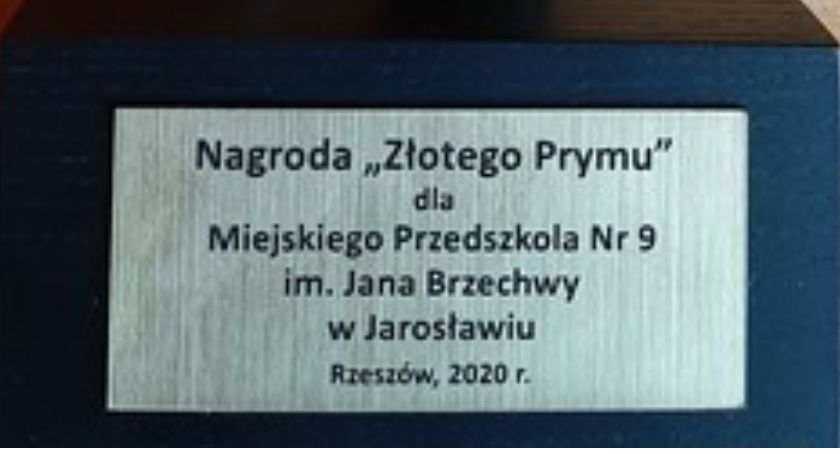 Nagroda „Złotego Prymu”
dla
Miejskiego Przedszkola Nr 9
im. Jana Brzechwy
w Jarosławiu
Rzeszów, 2020 r.